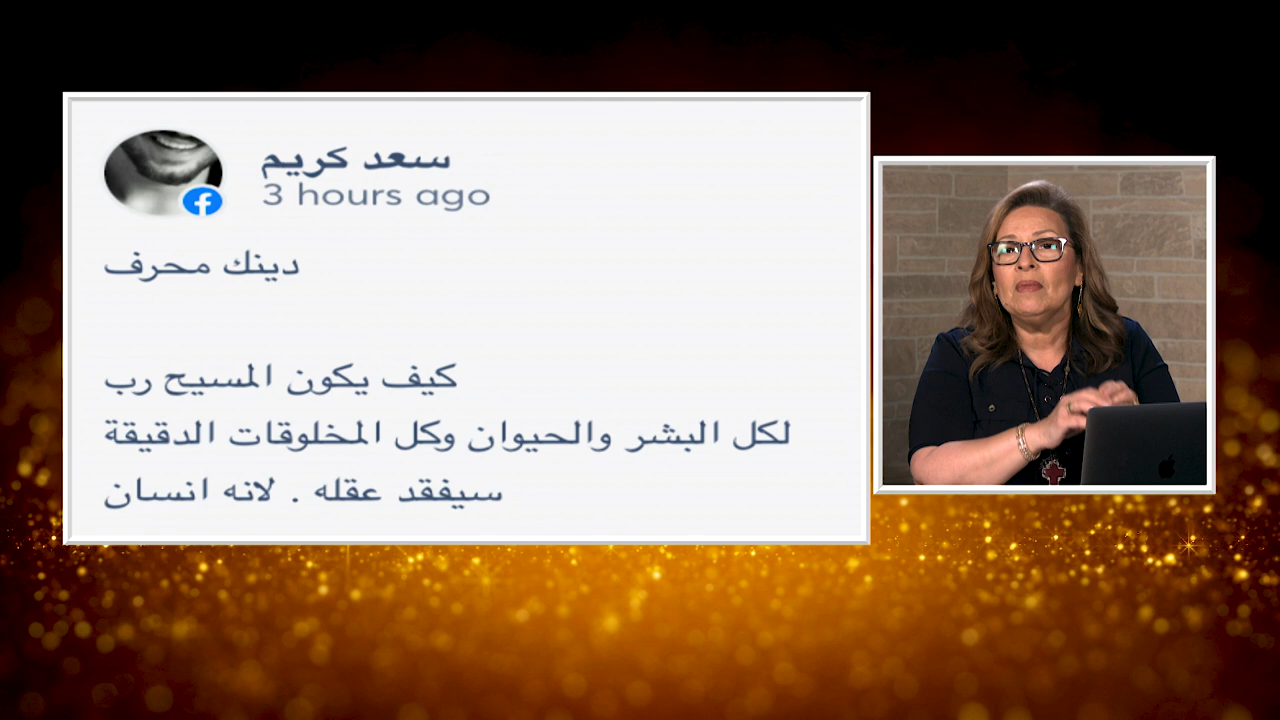 سعد كريم
3 hours ago
دينك محرف
كيف يكون المسيح رب
لكل البشر والحيوان وكل المخلوقات الدقيقة
سيفقد عقله . لانه انسان